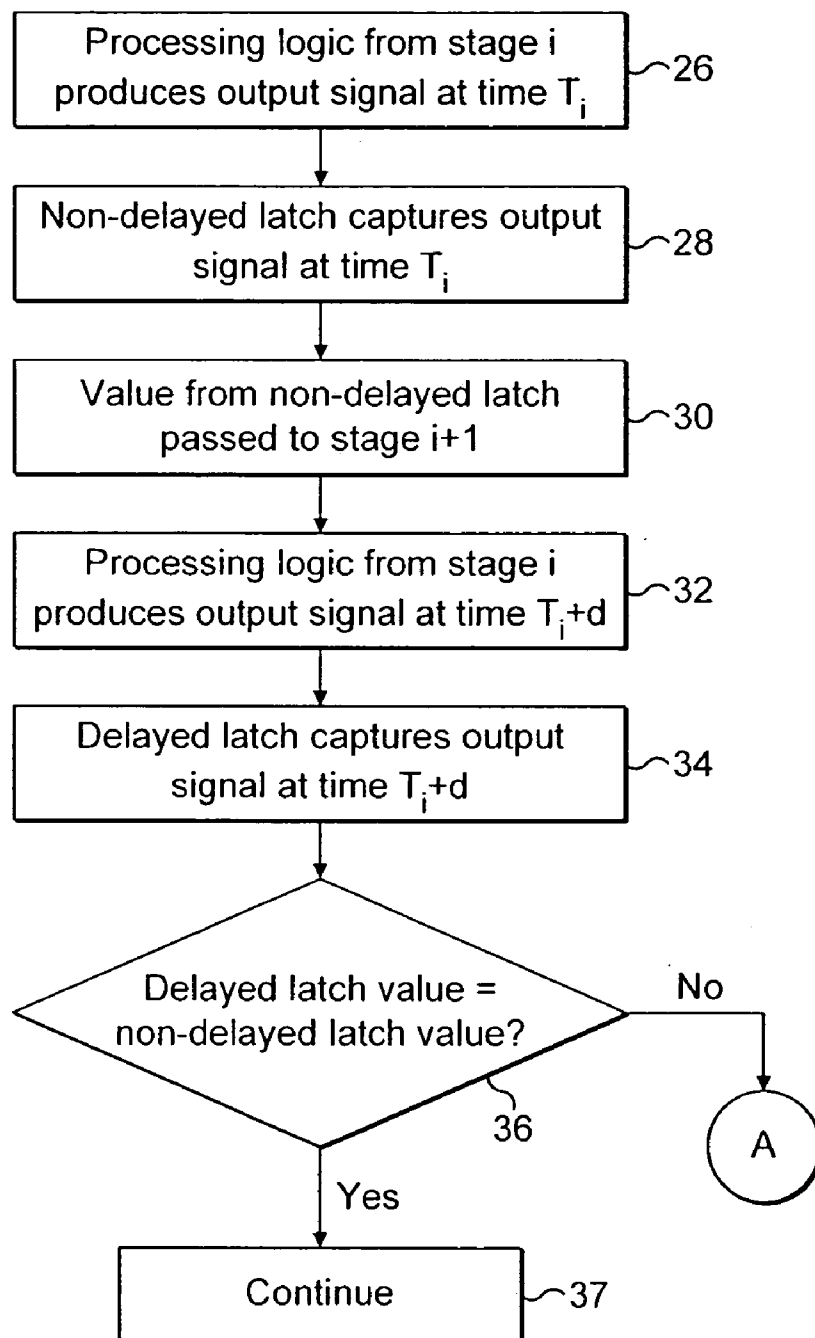 Processing logic from stage i
produces output signal at time Ti
26
Non-delayed latch captures output
signal at time Ti
28
Value from non-delayed latch
passed to stage i+1
30
Processing logic from stage i
produces output signal at time Ti+d
32
Delayed latch captures output
signal at time Ti+d
34
Delayed latch value =
non-delayed latch value?
36
No
A
Yes
Continue
37